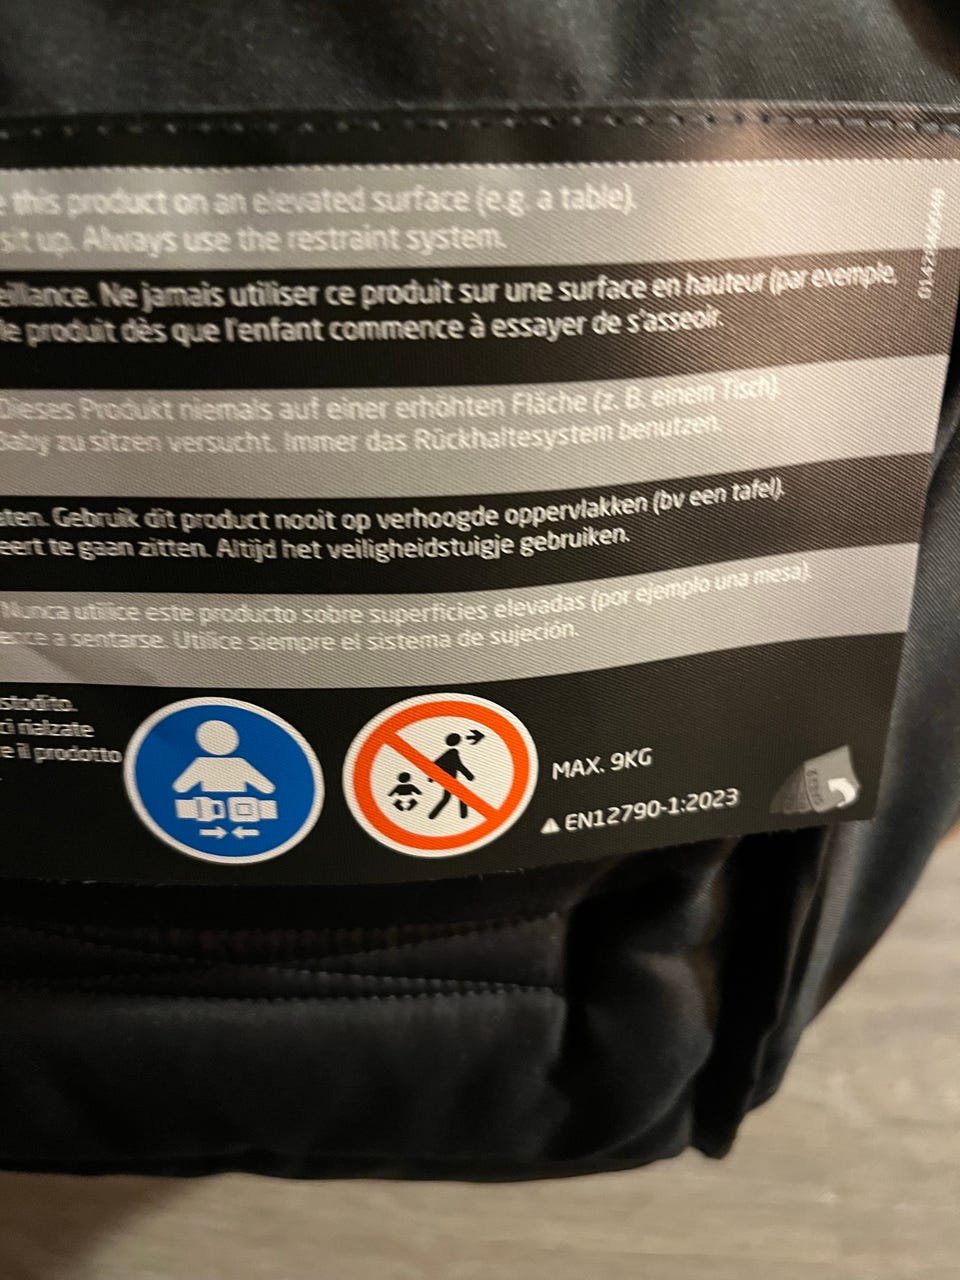 this product on an elevated surface (e.g. a table).
sit up. Always use the restraint system.
eillance. Ne jamais utiliser ce produit sur une surface en hauteur (par exemple,
le produit dès que l'enfant commence à essayer de s'asseoir.
Dieses Produkt niemals auf einer erhöhten Fläche (z. B. einem Tisch).
Baby zu sitzen versucht. Immer das Rückhaltesystem benutzen.
aten. Gebruik dit product nooit op verhoogde oppervlakken (bv een tafel).
eert te gaan zitten. Altijd het veiligheidstuigje gebruiken.
Nunca utilice este producto sobre superficies elevadas (por ejemplo una mesa).
ence a sentarse. Utilice siempre el sistema de sujeción.
stodito.
ci rialzate
e il prodotto
MAX. 9KG
EN12790-1:2023